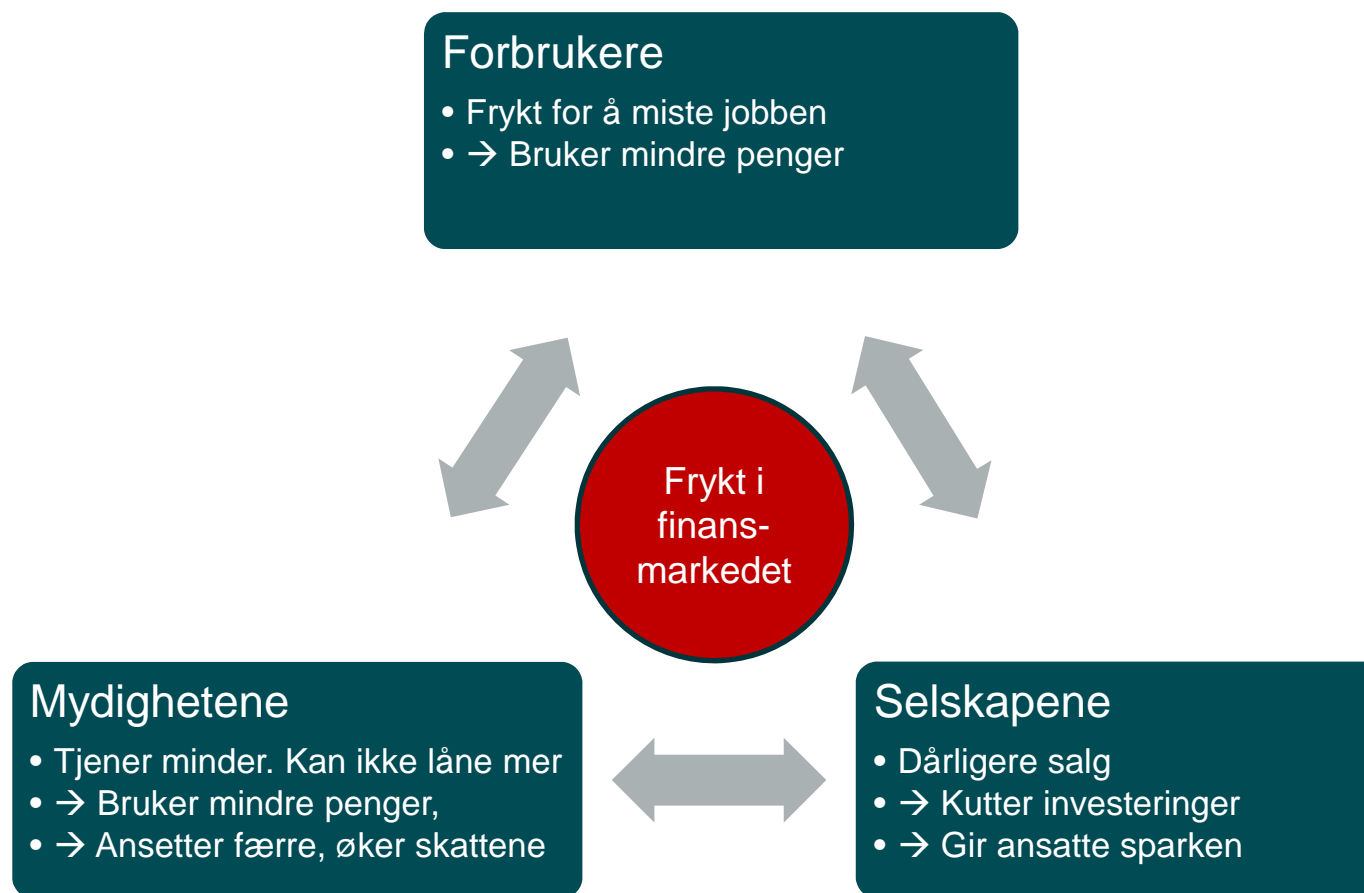 Forbrukere
• Frykt for å miste jobben
• → Bruker mindre penger
Frykt i
finans-
markedet
Mydighetene
• Tjener minder. Kan ikke låne mer
• → Bruker mindre penger,
• → Ansetter færre, øker skattene
Selskapene
• Dårligere salg
• → Kutter investeringer
• → Gir ansatte sparken